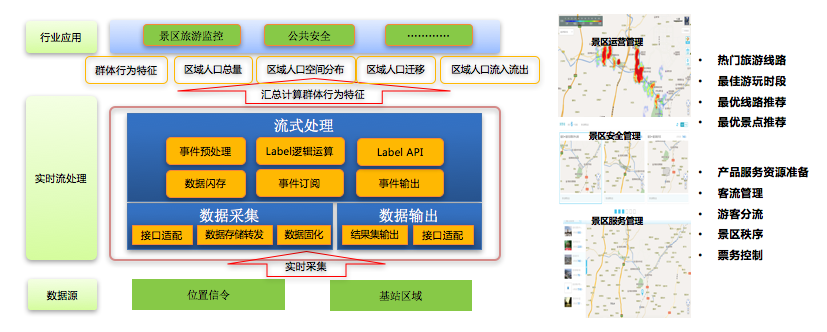 行业应用
景区旅游监控
公共安全
…………
群体行为特征
区域人口总量
区域人口空间分布
区域人口迁移
区域人口流入流出
汇总计算群体行为特征
实时流处理
流式处理
事件预处理
Label逻辑运算
Label API
数据闪存
事件订阅
事件输出
数据采集
接口适配
数据存储转发
数据固化
数据输出
结果集输出
接口适配
实时采集
数据源
位置信令
基站区域
景区运营管理
景区安全管理
景区服务管理
• 热门旅游线路
• 最佳游玩时段
• 最优线路推荐
• 最优景点推荐
• 产品服务资源准备
• 客流管理
• 游客分流
• 景区秩序
• 票务控制